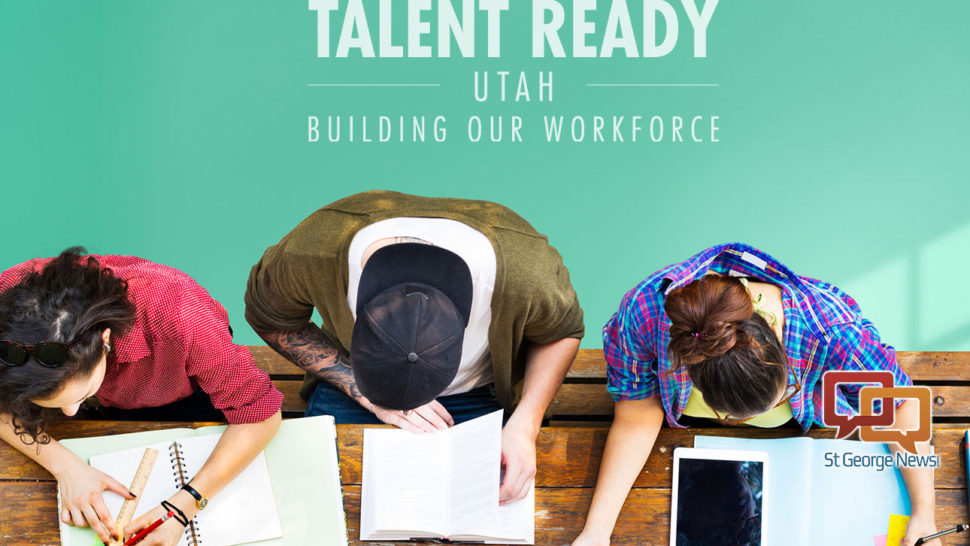 TALENT READY
UTAH
BUILDING OUR WORKFORCE
St George News!